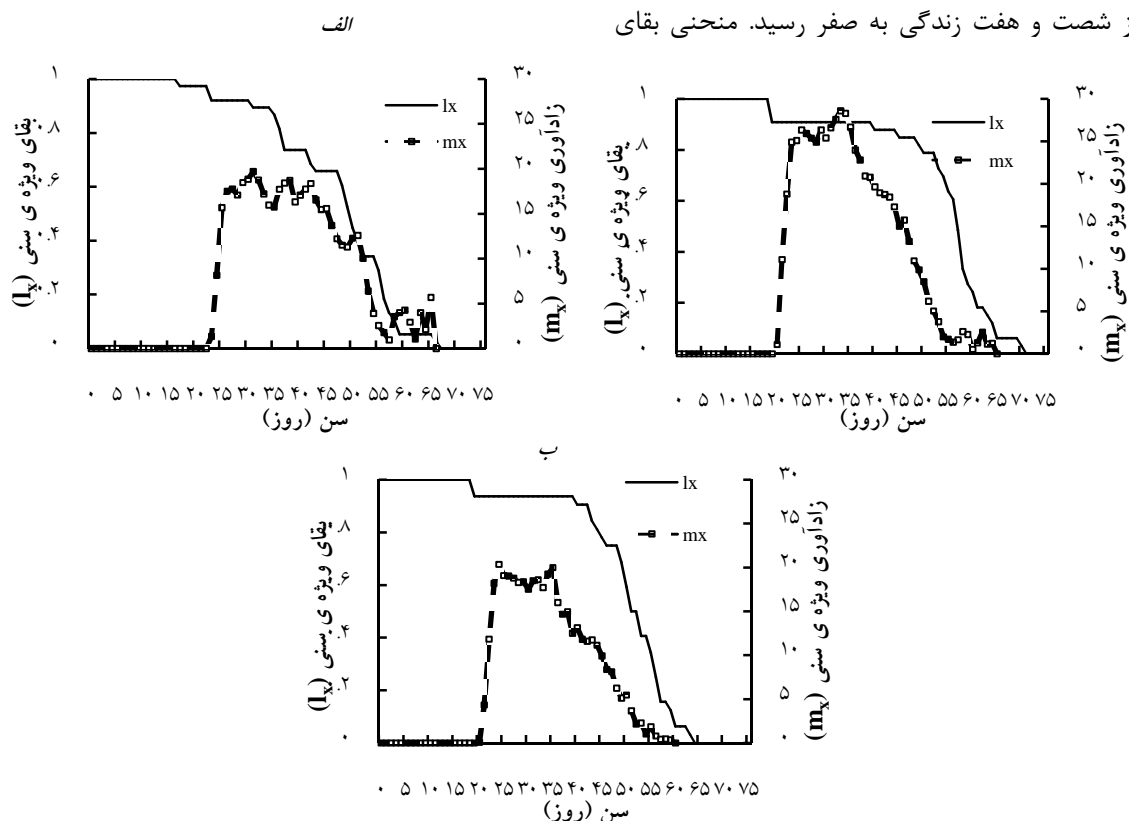 ز شصت و هفت زندگی به صفر رسید. منحنی بقای
الف
بقای ویژه ی سنی (lx)
۱
.۸
.۶
.۴
.۲
۰
lx
mx
۳۰
۲۵
۲۰
۱۵
۱۰
۵
۰
زادآوری ویژه ی سنی (mx)
۰ ۵ ۱۰ ۱۵ ۲۰ ۲۵ ۳۰ ۳۵ ۴۰ ۴۵ ۵۰ ۵۵ ۶۰ ۶۵ ۷۰ ۷۵
سن (روز)
بقای ویژه ی سنی (lx)
۱
.۸
.۶
.۴
.۲
۰
lx
mx
۳۰
۲۵
۲۰
۱۵
۱۰
۵
۰
زادآوری ویژه ی سنی (mx)
۰ ۵ ۱۰ ۱۵ ۲۰ ۲۵ ۳۰ ۳۵ ۴۰ ۴۵ ۵۰ ۵۵ ۶۰ ۶۵ ۷۰ ۷۵
سن (روز)
ب
بقای ویژه ی سنی (lx)
۱
.۸
.۶
.۴
.۲
۰
lx
mx
۳۰
۲۵
۲۰
۱۵
۱۰
۵
۰
زادآوری ویژه ی سنی (mx)
۰ ۵ ۱۰ ۱۵ ۲۰ ۲۵ ۳۰ ۳۵ ۴۰ ۴۵ ۵۰ ۵۵ ۶۰ ۶۵ ۷۰ ۷۵
سن (روز)